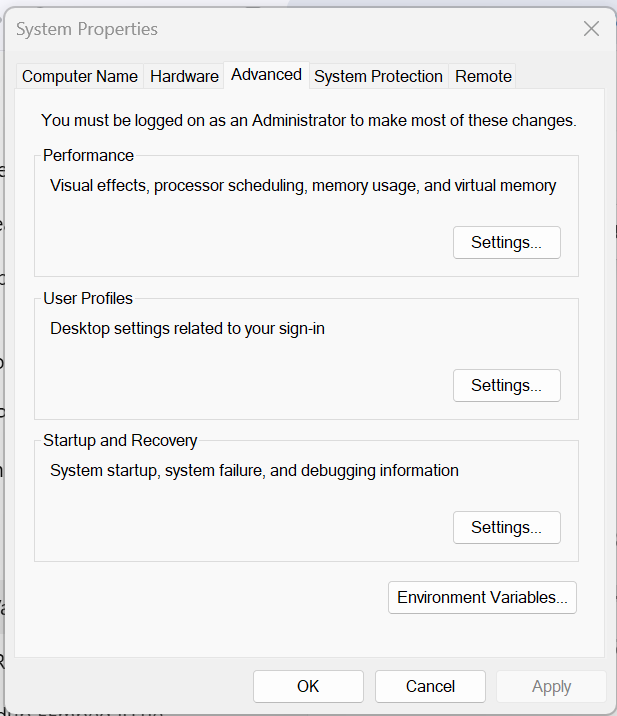 System Properties
Computer Name Hardware Advanced System Protection Remote
You must be logged on as an Administrator to make most of these changes.
Performance
Visual effects, processor scheduling, memory usage, and virtual memory
Settings...
User Profiles
Desktop settings related to your sign-in
Settings...
Startup and Recovery
System startup, system failure, and debugging information
Settings...
Environment Variables...
OK Cancel Apply